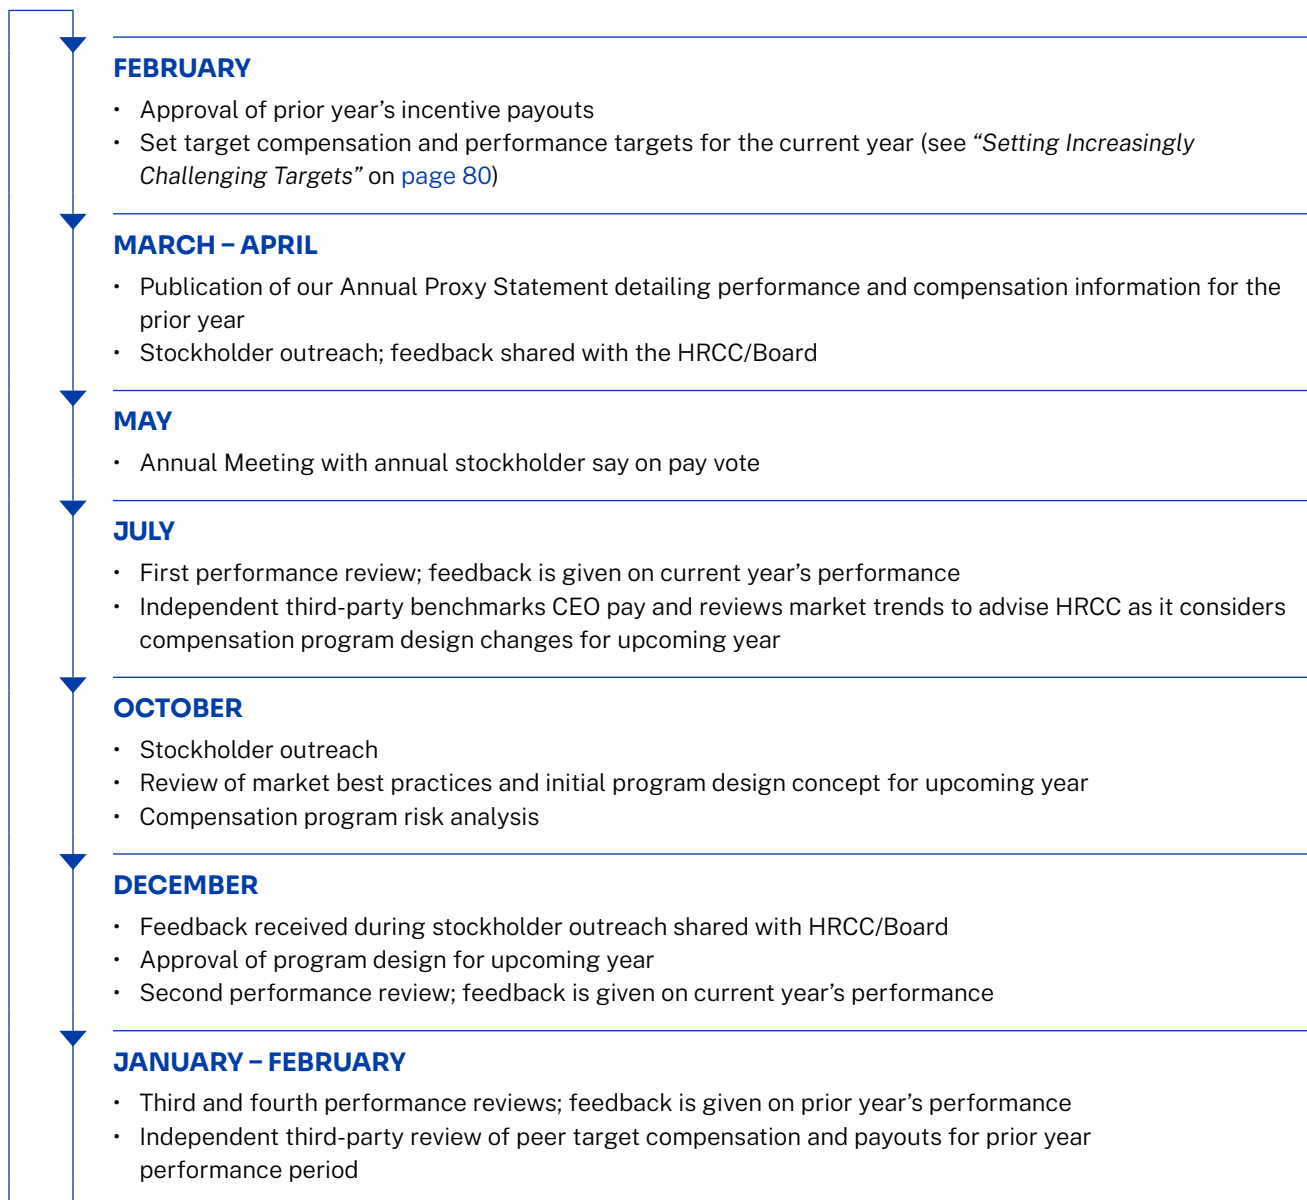 FEBRUARY
• Approval of prior year’s incentive payouts
• Set target compensation and performance targets for the current year (see “Setting Increasingly
Challenging Targets” on page 80)
MARCH – APRIL
• Publication of our Annual Proxy Statement detailing performance and compensation information for the
prior year
• Stockholder outreach; feedback shared with the HRCC/Board
MAY
• Annual Meeting with annual stockholder say on pay vote
JULY
• First performance review; feedback is given on current year’s performance
• Independent third-party benchmarks CEO pay and reviews market trends to advise HRCC as it considers
compensation program design changes for upcoming year
OCTOBER
• Stockholder outreach
• Review of market best practices and initial program design concept for upcoming year
• Compensation program risk analysis
DECEMBER
• Feedback received during stockholder outreach shared with HRCC/Board
• Approval of program design for upcoming year
• Second performance review; feedback is given on current year’s performance
JANUARY – FEBRUARY
• Third and fourth performance reviews; feedback is given on prior year’s performance
• Independent third-party review of peer target compensation and payouts for prior year
performance period